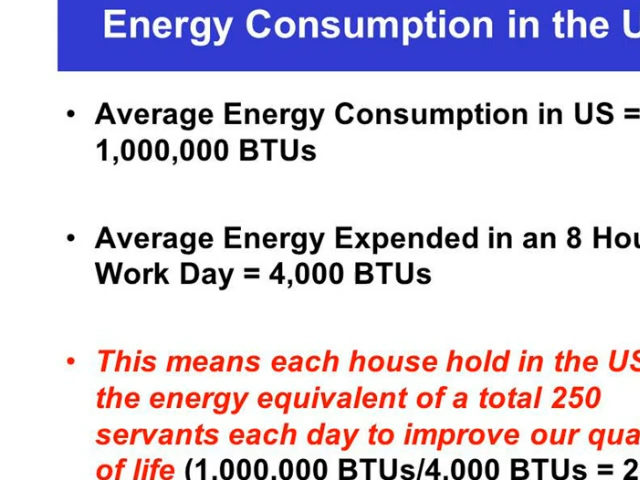 Energy Consumption in the U
• Average Energy Consumption in US =
1,000,000 BTUs
• Average Energy Expended in an 8 Hou
Work Day = 4,000 BTUs
• This means each house hold in the US
the energy equivalent of a total 250
servants each day to improve our qua
of life (1,000,000 BTUs/4,000 BTUs = 2